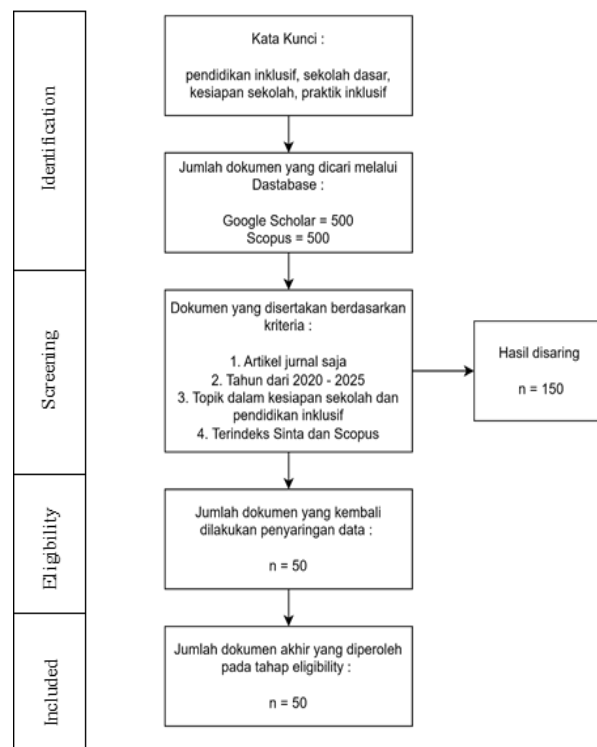 Identification
Kata Kunci :
pendidikan inklusif, sekolah dasar,
kesiapan sekolah, praktik inklusif
Jumlah dokumen yang dicari melalui
Dastabase :
Google Scholar = 500
Scopus = 500
Screening
Dokumen yang disertakan berdasarkan
kriteria :
1. Artikel jurnal saja
2. Tahun dari 2020 - 2025
3. Topik dalam kesiapan sekolah dan
pendidikan inklusif
4. Terindeks Sinta dan Scopus
Hasil disaring
n = 150
Eligibility
Jumlah dokumen yang kembali
dilakukan penyaringan data :
n = 50
Included
Jumlah dokumen akhir yang diperoleh
pada tahap eligibility :
n = 50